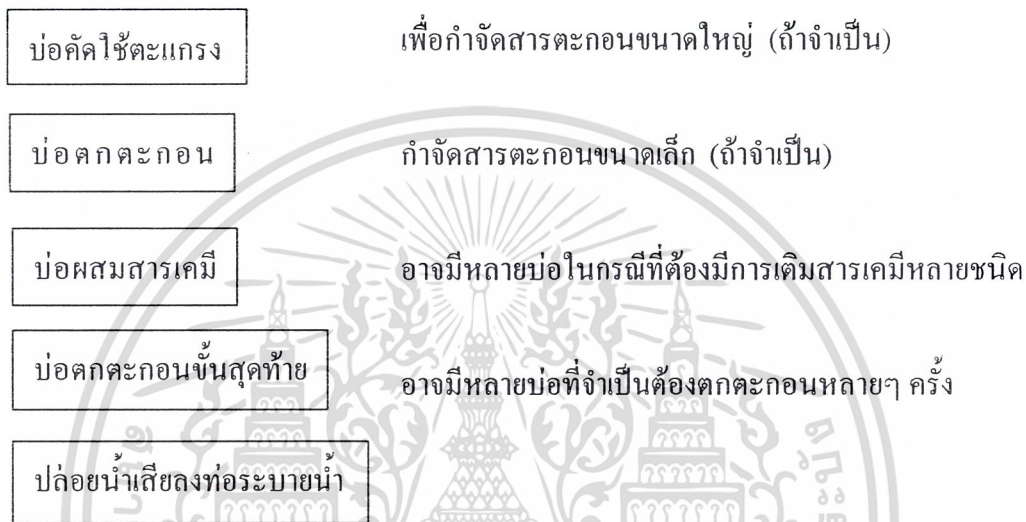 บ่อคัดใช้ตะแกรง เพื่อกำจัดสารตะกอนขนาดใหญ่ (ถ้าจำเป็น)
บ่อตกตะกอน กำจัดสารตะกอนขนาดเล็ก (ถ้าจำเป็น)
บ่อผสมสารเคมี อาจมีหลายบ่อในกรณีที่ต้องมีการเติมสารเคมีหลายชนิด
บ่อตกตะกอนขั้นสุดท้าย อาจมีหลายบ่อที่จำเป็นต้องตกตะกอนหลายๆ ครั้ง
ปล่อยน้ำเสียลงท่อระบายน้ำ